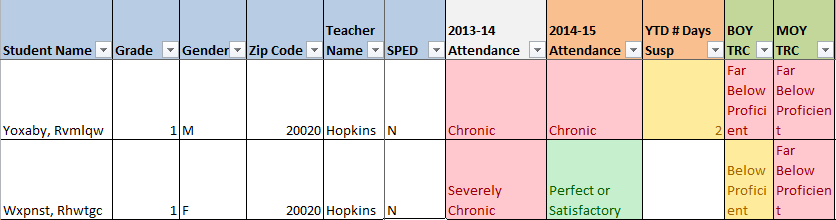 Student Name Grade Gender Zip Code Teacher Name SPED 2013-14 Attendance 2014-15 Attendance YTD # Days Susp BOY TRC MOY TRC
Yoxaby, Rvmlqw 1 M 20020 Hopkins N Chronic Chronic 2 Far Below Proficient Far Below Proficient
Wxpnst, Rhwtgc 1 F 20020 Hopkins N Severely Chronic Perfect or Satisfactory Below Proficient Far Below Proficient